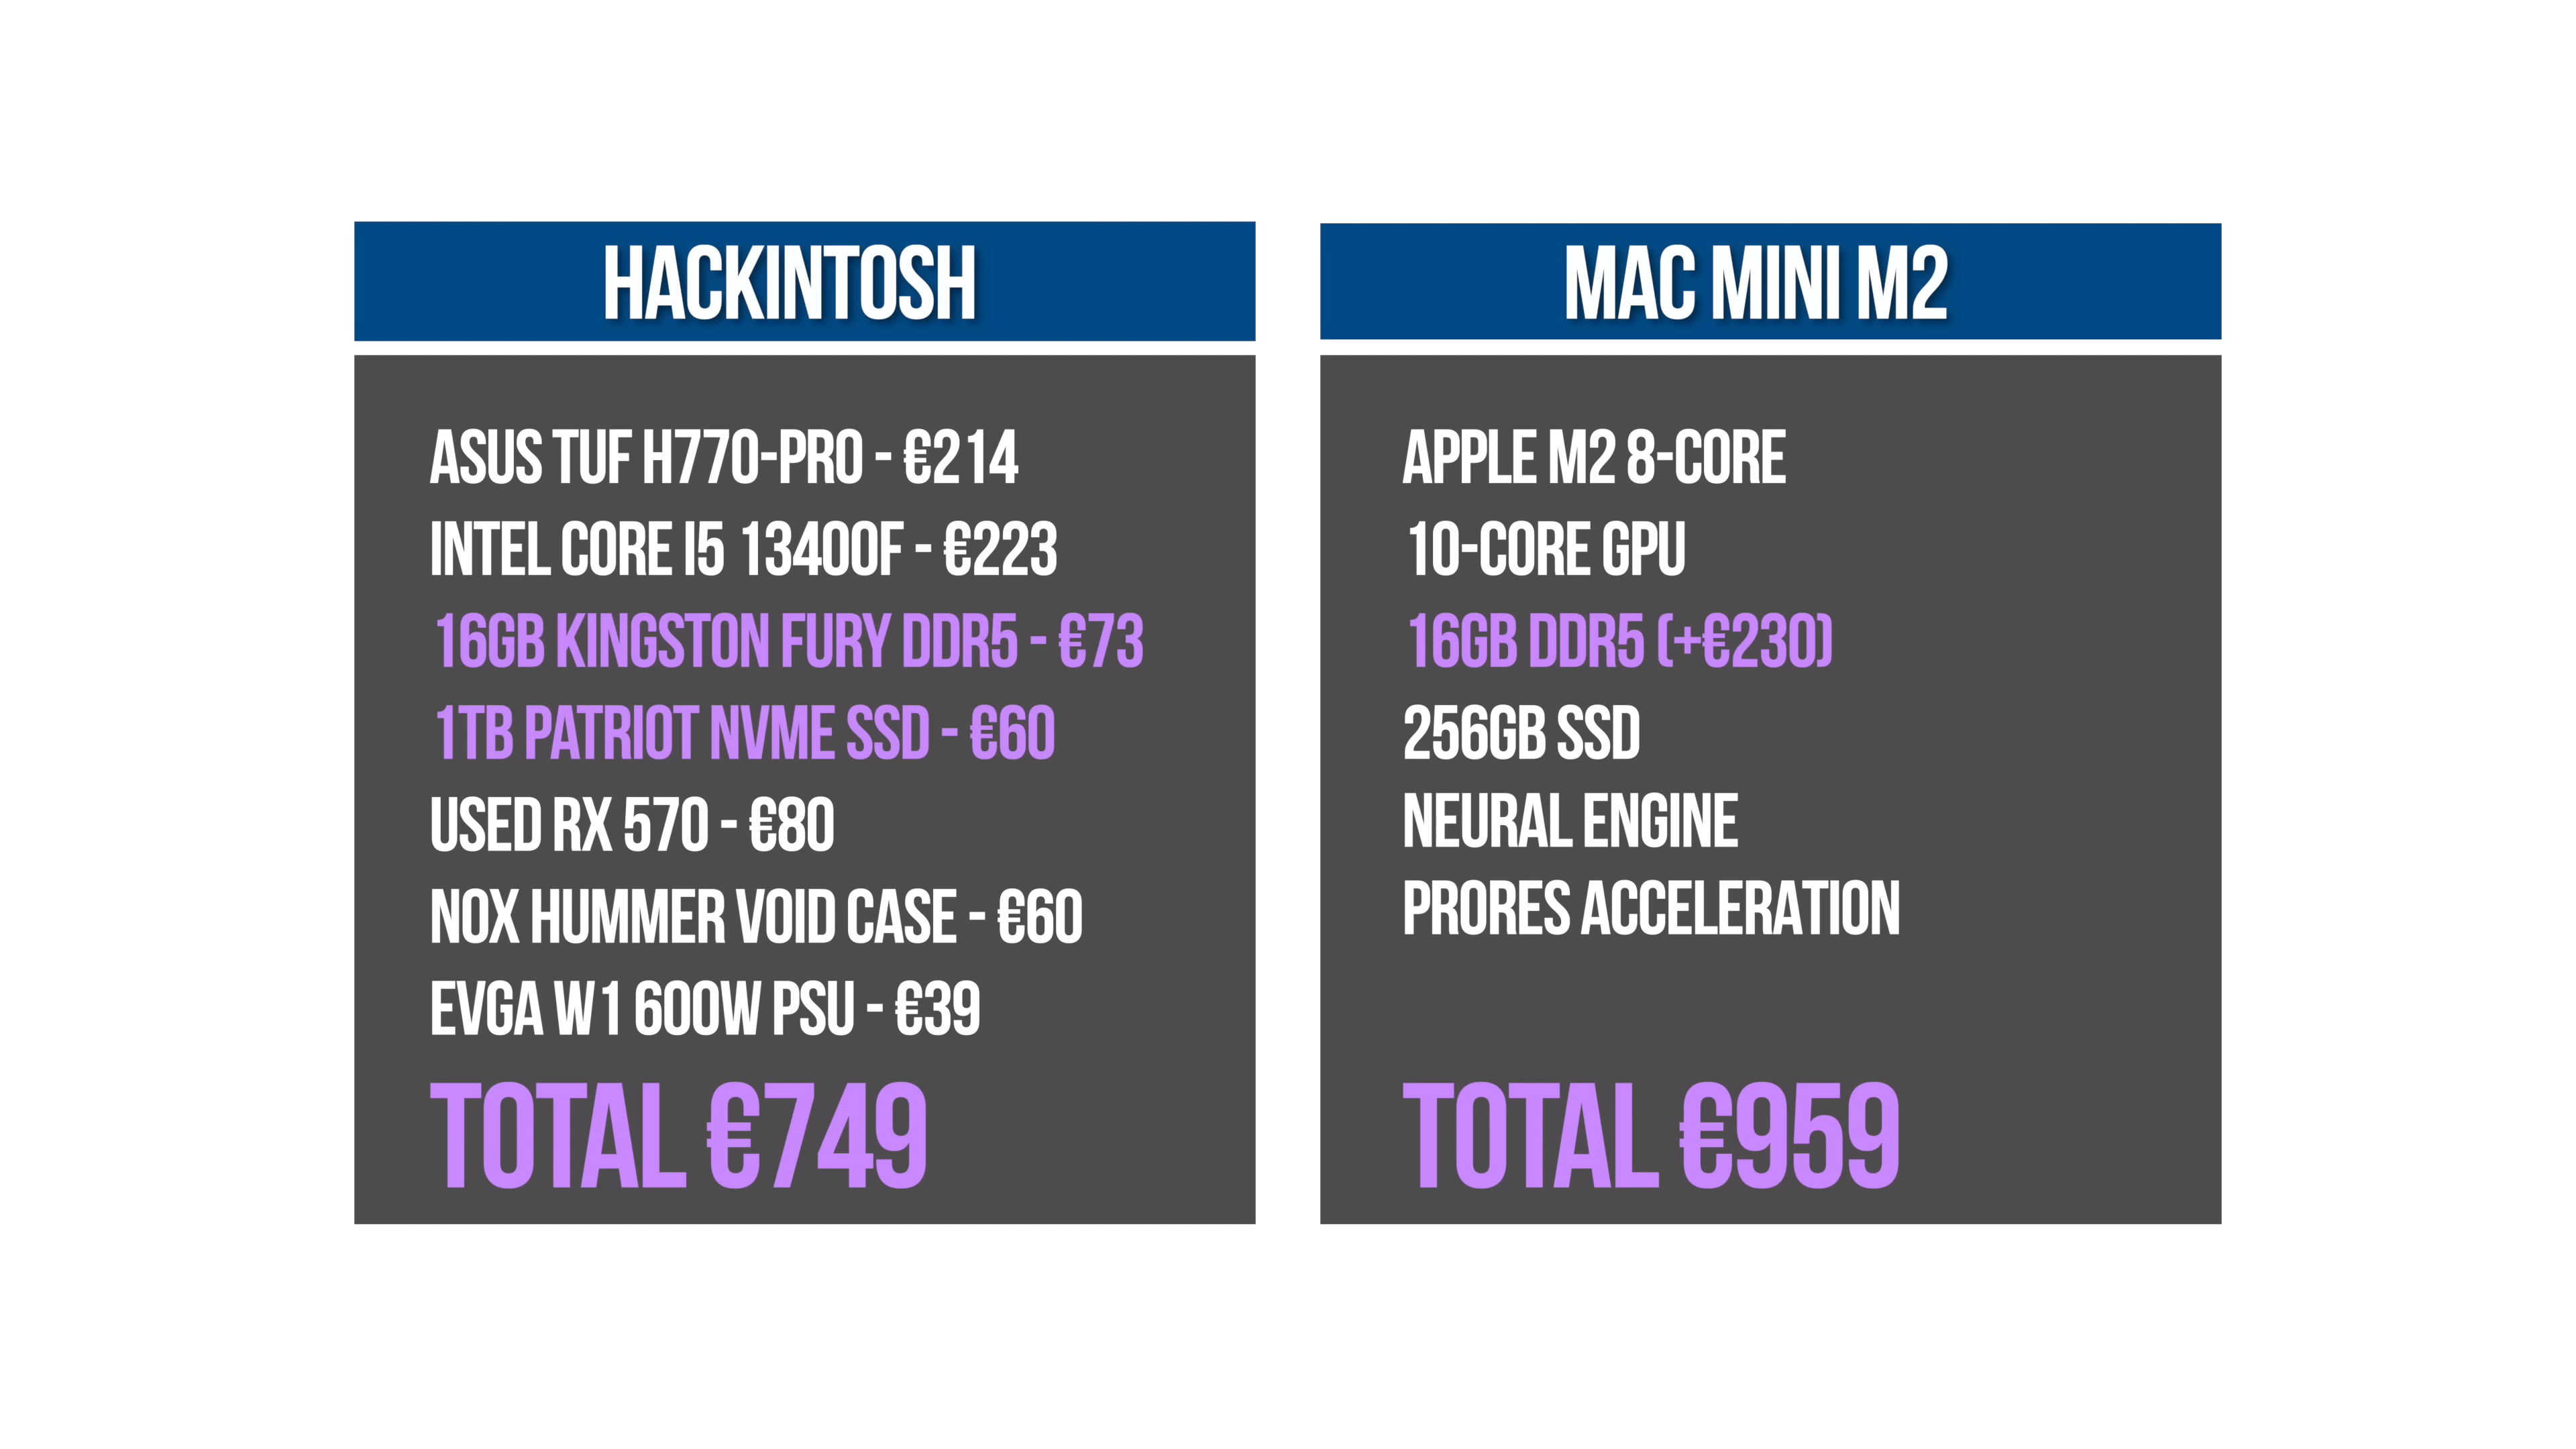 HACKINTOSH
ASUS TUF H770-PRO - €214
INTEL CORE I5 13400F - €223
16GB KINGSTON FURY DDR5 - €73
1TB PATRIOT NVME SSD - €60
USED RX 570 - €80
NOX HUMMER VOID CASE - €60
EVGA W1 600W PSU - €39
TOTAL €749
MAC MINI M2
APPLE M2 8-CORE
10-CORE GPU
16GB DDR5 (+€230)
256GB SSD
NEURAL ENGINE
PRORES ACCELERATION
TOTAL €959